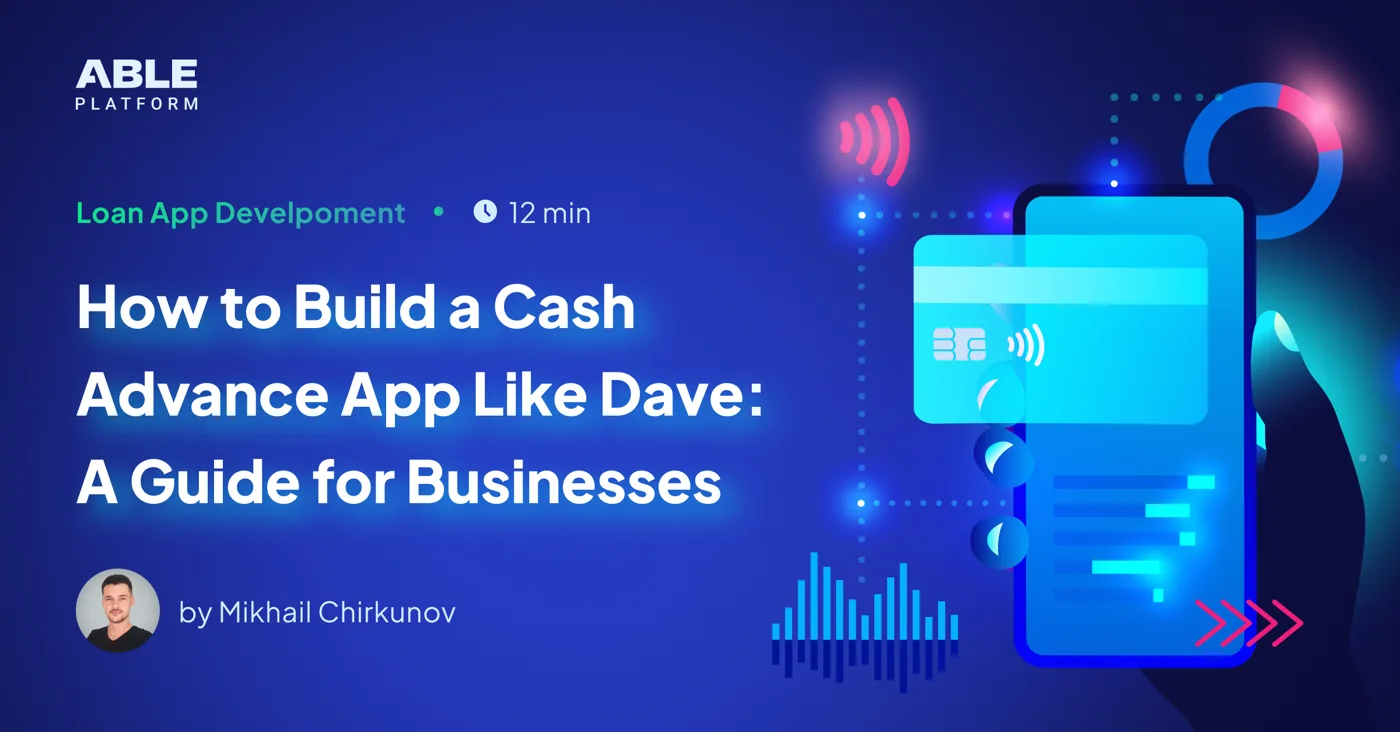 ABLE
PLATFORM
Loan App Develpoment • 12 min
How to Build a Cash
Advance App Like Dave:
A Guide for Businesses
by Mikhail Chirkunov